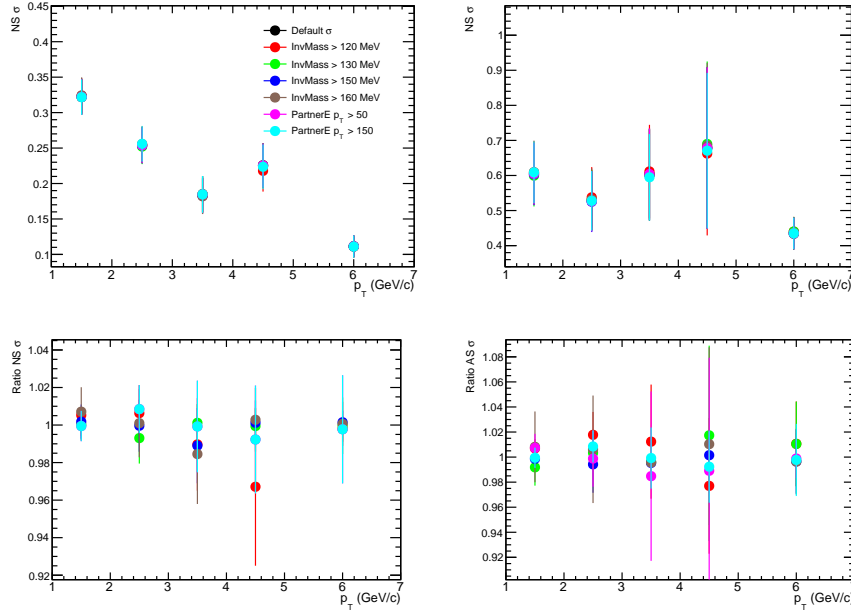 NS σ
0.45
0.4
0.35
0.3
0.25
0.2
0.15
0.1
1 2 3 4 5 6 7
p_T (GeV/c)
Default σ
InvMass > 120 MeV
InvMass > 130 MeV
InvMass > 150 MeV
InvMass > 160 MeV
PartnerE p_T > 50
PartnerE p_T > 150
NS σ
1
0.9
0.8
0.7
0.6
0.5
0.4
1 2 3 4 5 6 7
p_T (GeV/c)
Ratio NS σ
1.04
1.02
1
0.98
0.96
0.94
0.92
1 2 3 4 5 6 7
p_T (GeV/c)
Ratio AS σ
1.08
1.06
1.04
1.02
1
0.98
0.96
0.94
0.92
1 2 3 4 5 6 7
p_T (GeV/c)